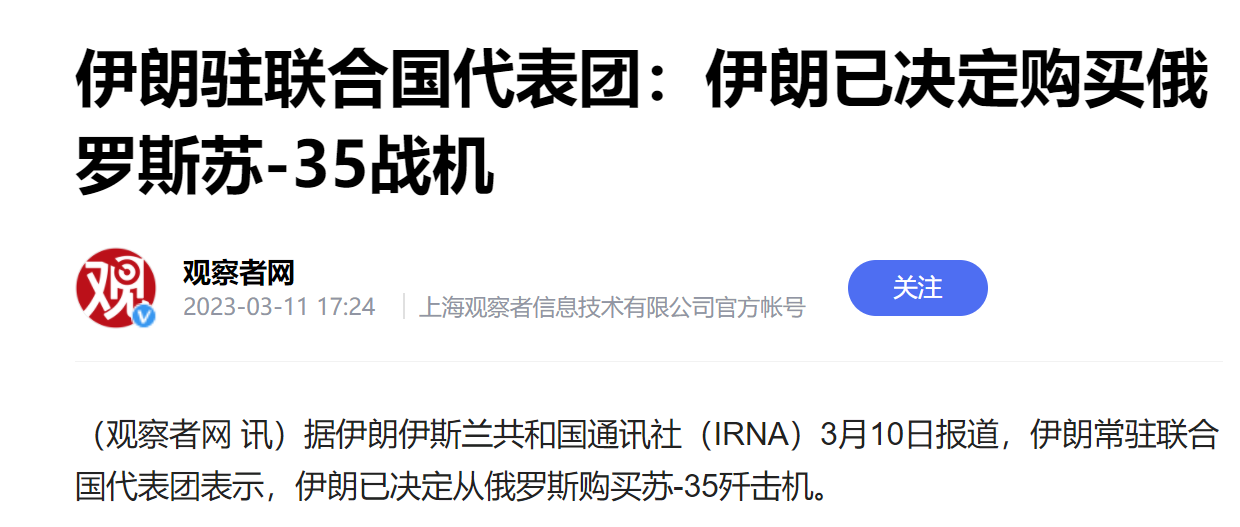 伊朗驻联合国代表团：伊朗已决定购买俄
罗斯苏-35战机
观
观察者网
2023-03-11 17:24 上海观察者信息技术有限公司官方帐号
关注
（观察者网 讯）据伊朗伊斯兰共和国通讯社（IRNA）3月10日报道，伊朗常驻联合
国代表团表示，伊朗已决定从俄罗斯购买苏-35歼击机。